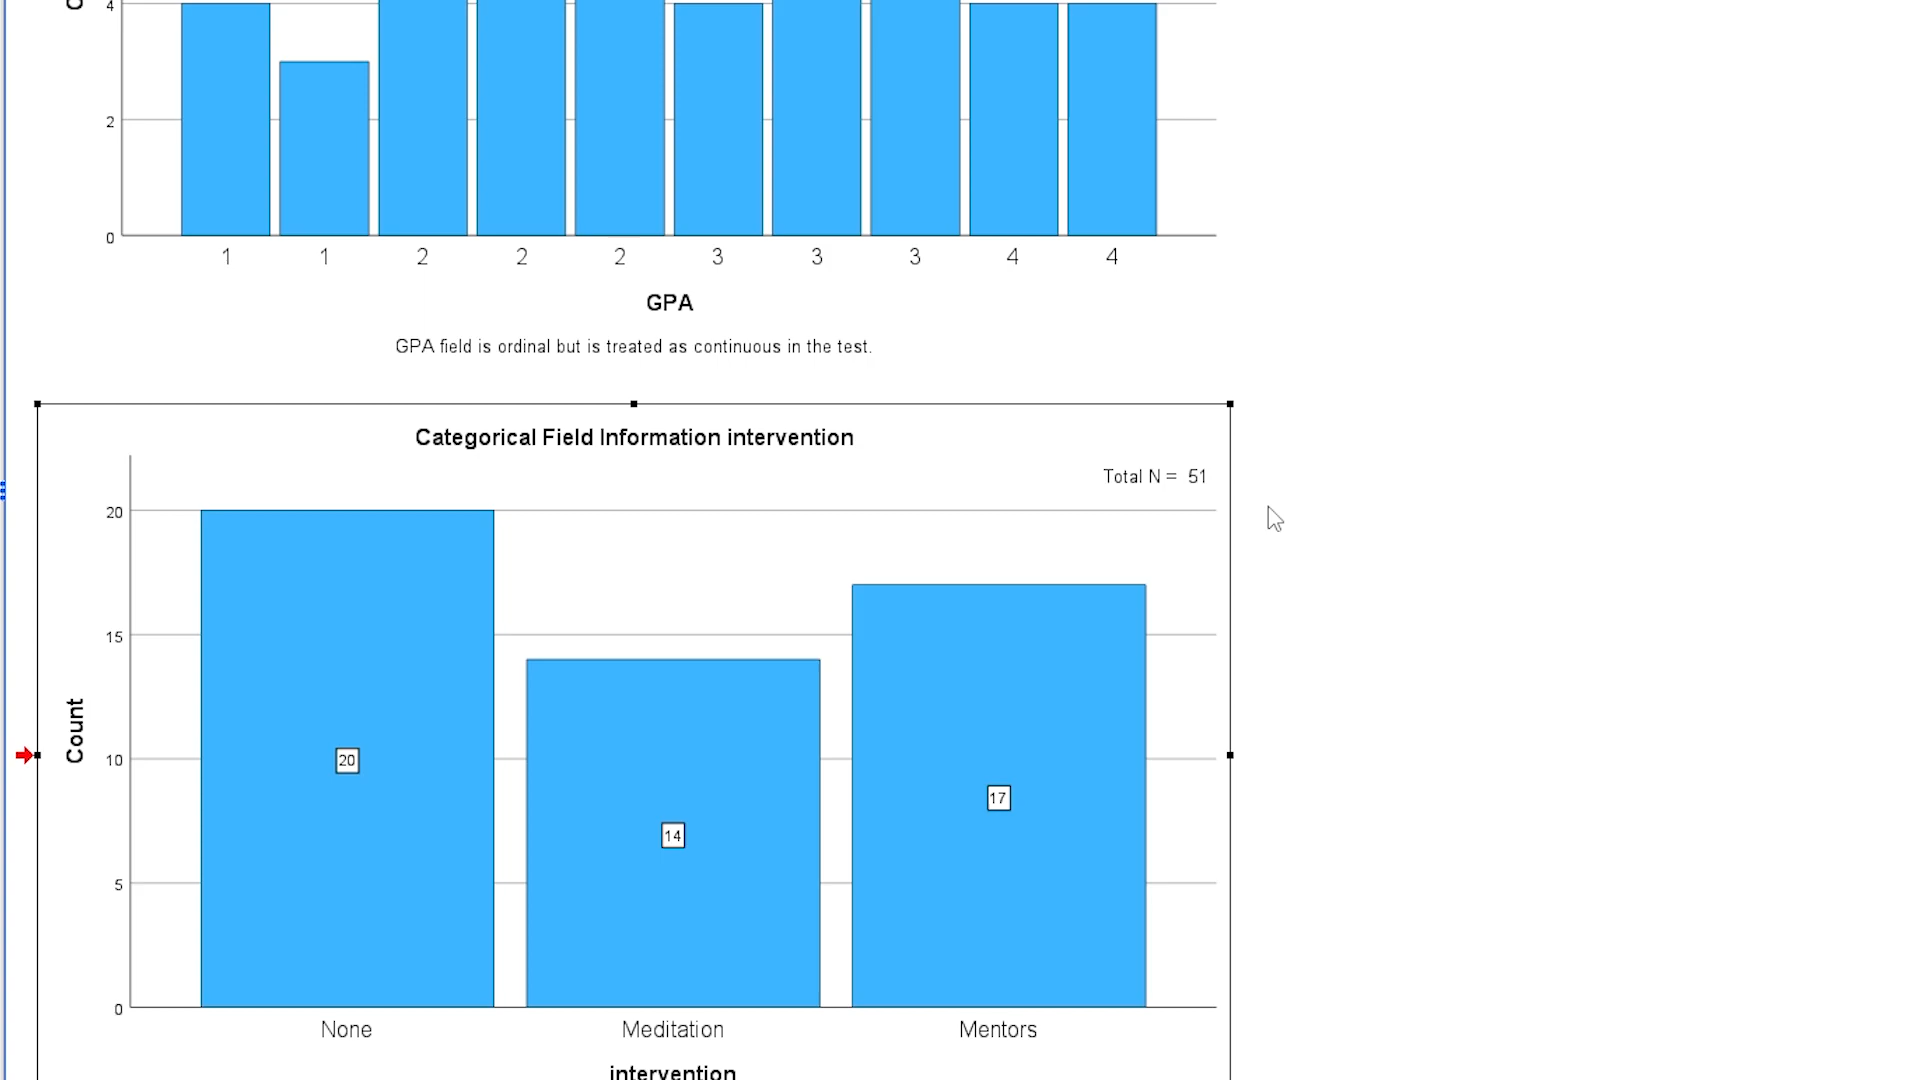 4
2
0
1 1 2 2 2 3 3 3 4 4
GPA
GPA field is ordinal but is treated as continuous in the test.
Categorical Field Information intervention
Total N = 51
20
15
Count
10
5
0
20
14
17
None Meditation Mentors
intervention